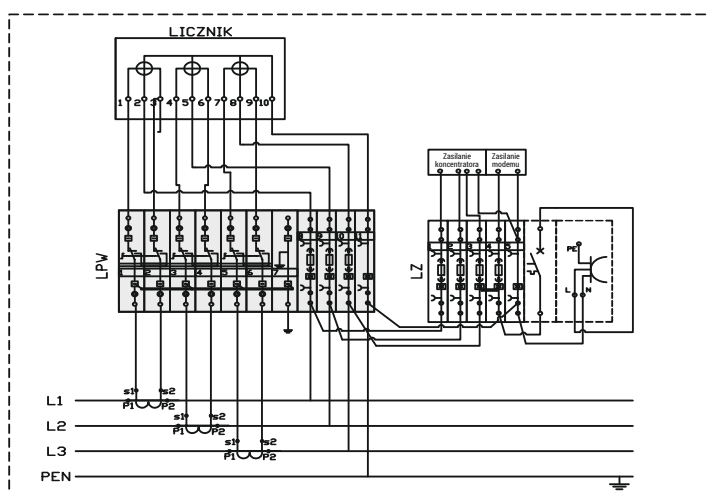 LICZNIK
1 2 3 4 5 6 7 8 9 10
Zasilanie koncentratora
Zasilanie modemu
LPW
8 9 10 11
1 2 3 4 5 6 7
LZ
1 2 3 4 5
PE
L N
L1
s1 s2
P1 P2
L2
s1 s2
P1 P2
L3
s1 s2
P1 P2
PEN